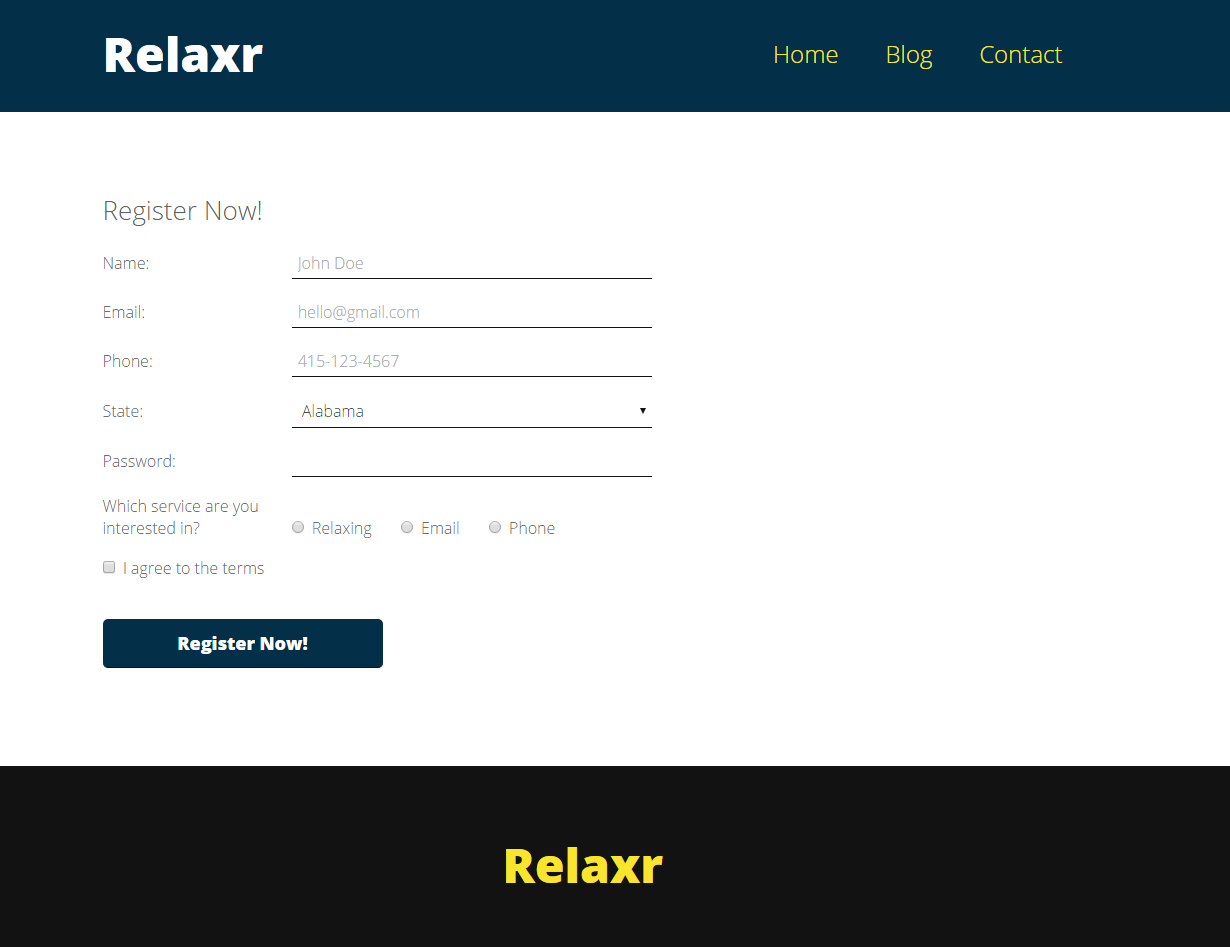 Relaxr
Home Blog Contact
Register Now!
Name: John Doe
Email: hello@gmail.com
Phone: 415-123-4567
State: Alabama
Password:
Which service are you
interested in? Relaxing Email Phone
I agree to the terms
Register Now!
Relaxr